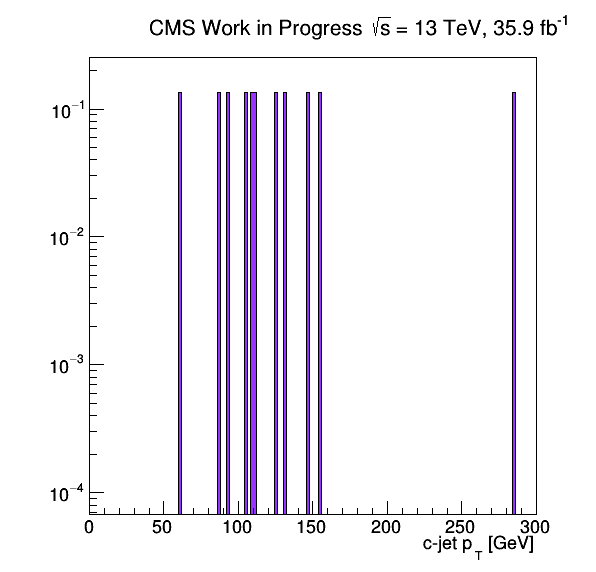 CMS Work in Progress √s = 13 TeV, 35.9 fb⁻¹
10⁻¹
10⁻²
10⁻³
10⁻⁴
0 50 100 150 200 250 300
c-jet p_T [GeV]